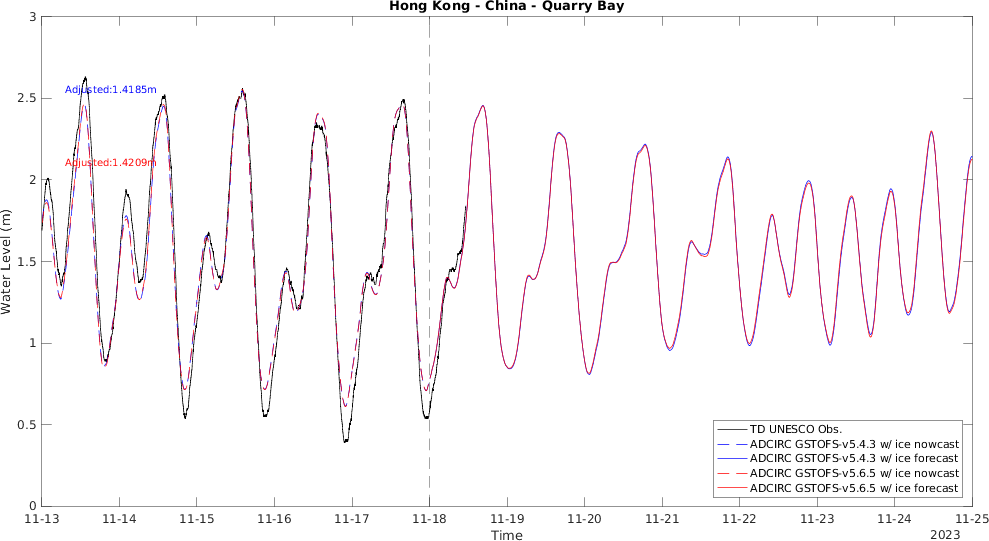 Hong Kong - China - Quarry Bay
3
2.5
2
1.5
1
0.5
0
Water Level (m)
Adjusted:1.4185m
Adjusted:1.4209m
TD UNESCO Obs.
ADCIRC GSTOFS-v5.4.3 w/ ice nowcast
ADCIRC GSTOFS-v5.4.3 w/ ice forecast
ADCIRC GSTOFS-v5.6.5 w/ ice nowcast
ADCIRC GSTOFS-v5.6.5 w/ ice forecast
11-13 11-14 11-15 11-16 11-17 11-18 11-19 11-20 11-21 11-22 11-23 11-24 11-25
Time
2023